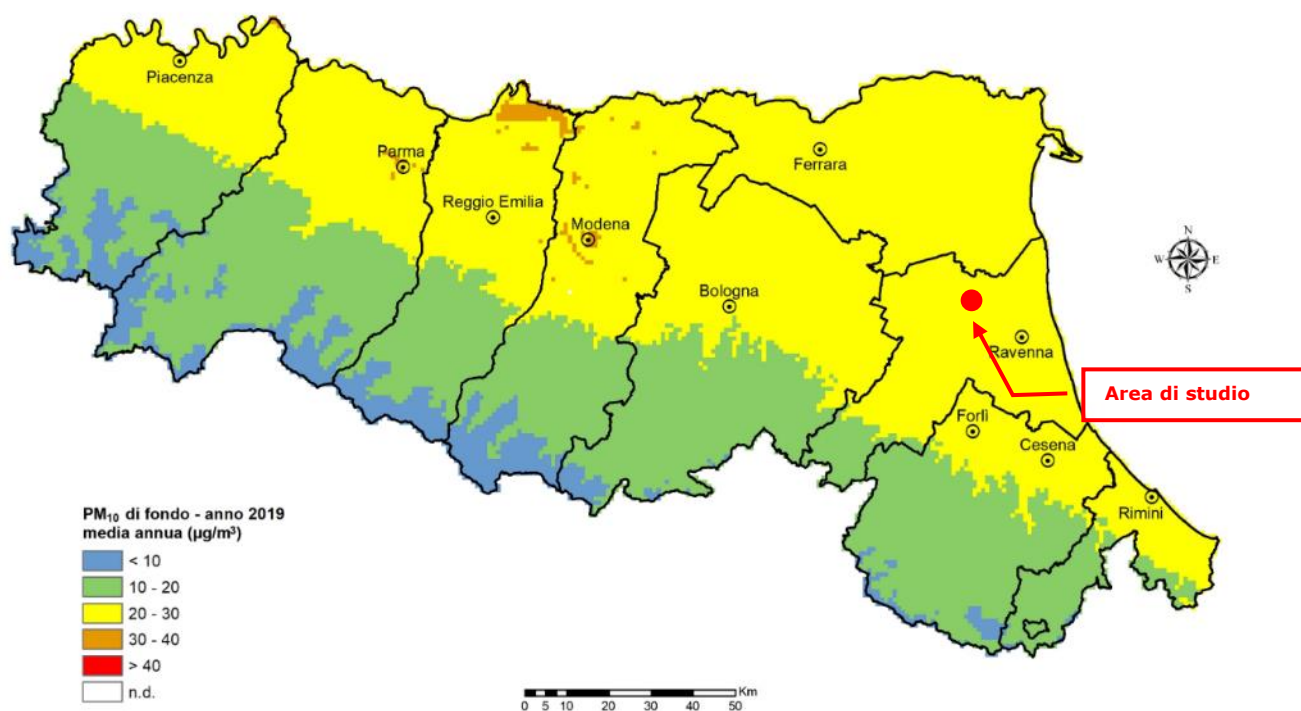 Piacenza
Parma
Reggio Emilia
Modena
Bologna
Ferrara
Ravenna
Forlì
Cesena
Rimini
N
W E
S
Area di studio
PM₁₀ di fondo - anno 2019
media annua (µg/m³)
< 10
10 - 20
20 - 30
30 - 40
> 40
n.d.
0 5 10 20 30 40 50 Km